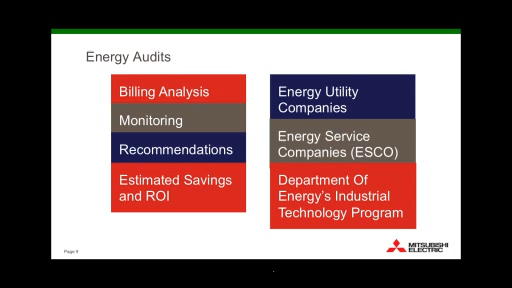 Energy Audits
Billing Analysis
Monitoring
Recommendations
Estimated Savings
and ROI
Energy Utility
Companies
Energy Service
Companies (ESCO)
Department Of
Energy's Industrial
Technology Program
Page 9
MITSUBISHI
ELECTRIC